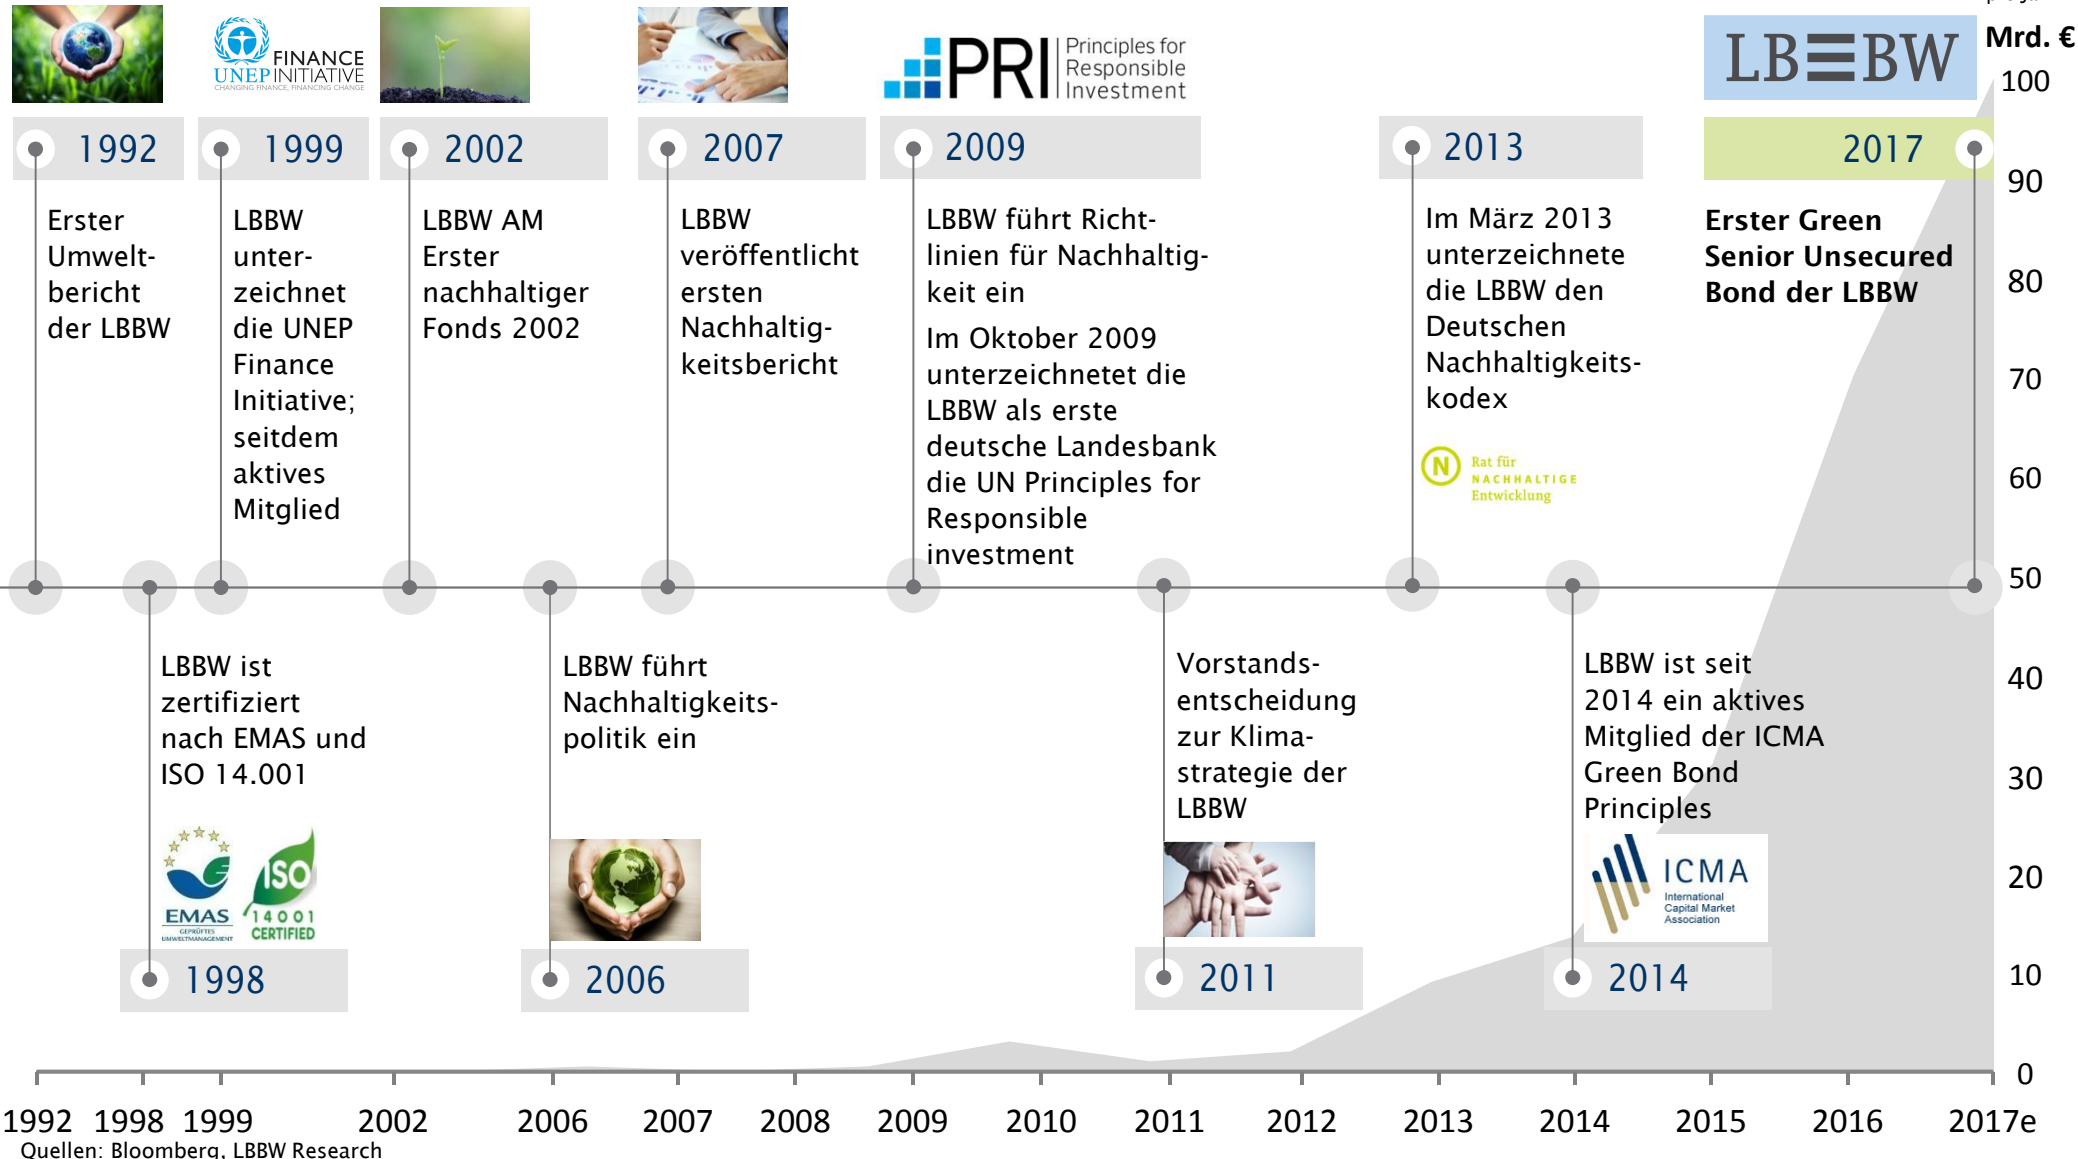 Mrd. €
FINANCE
UNEP INITIATIVE
CHANGING FINANCE, FINANCING CHANGE
PRI
Principles for
Responsible
Investment
LBBW
1992
Erster
Umwelt-
bericht
der LBBW
1999
LBBW
unter-
zeichnet
die UNEP
Finance
Initiative;
seitdem
aktives
Mitglied
2002
LBBW AM
Erster
nachhaltiger
Fonds 2002
2007
LBBW
veröffentlicht
ersten
Nachhaltig-
keitsbericht
2009
LBBW führt Richt-
linien für Nachhaltig-
keit ein
Im Oktober 2009
unterzeichnetet die
LBBW als erste
deutsche Landesbank
die UN Principles for
Responsible
investment
2013
Im März 2013
unterzeichnete
die LBBW den
Deutschen
Nachhaltigkeits-
kodex
N
Rat für
NACHHALTIGE
Entwicklung
2017
Erster Green
Senior Unsecured
Bond der LBBW
LBBW ist
zertifiziert
nach EMAS und
ISO 14.001
EMAS
GEPRÜFTES
UMWELTMANAGEMENT
ISO
14001
CERTIFIED
1998
LBBW führt
Nachhaltigkeits-
politik ein
2006
Vorstands-
entscheidung
zur Klima-
strategie der
LBBW
2011
LBBW ist seit
2014 ein aktives
Mitglied der ICMA
Green Bond
Principles
ICMA
International
Capital Market
Association
2014
100
90
80
70
60
50
40
30
20
10
0
1992 1998 1999 2002 2006 2007 2008 2009 2010 2011 2012 2013 2014 2015 2016 2017e
Quellen: Bloomberg, LBBW Research